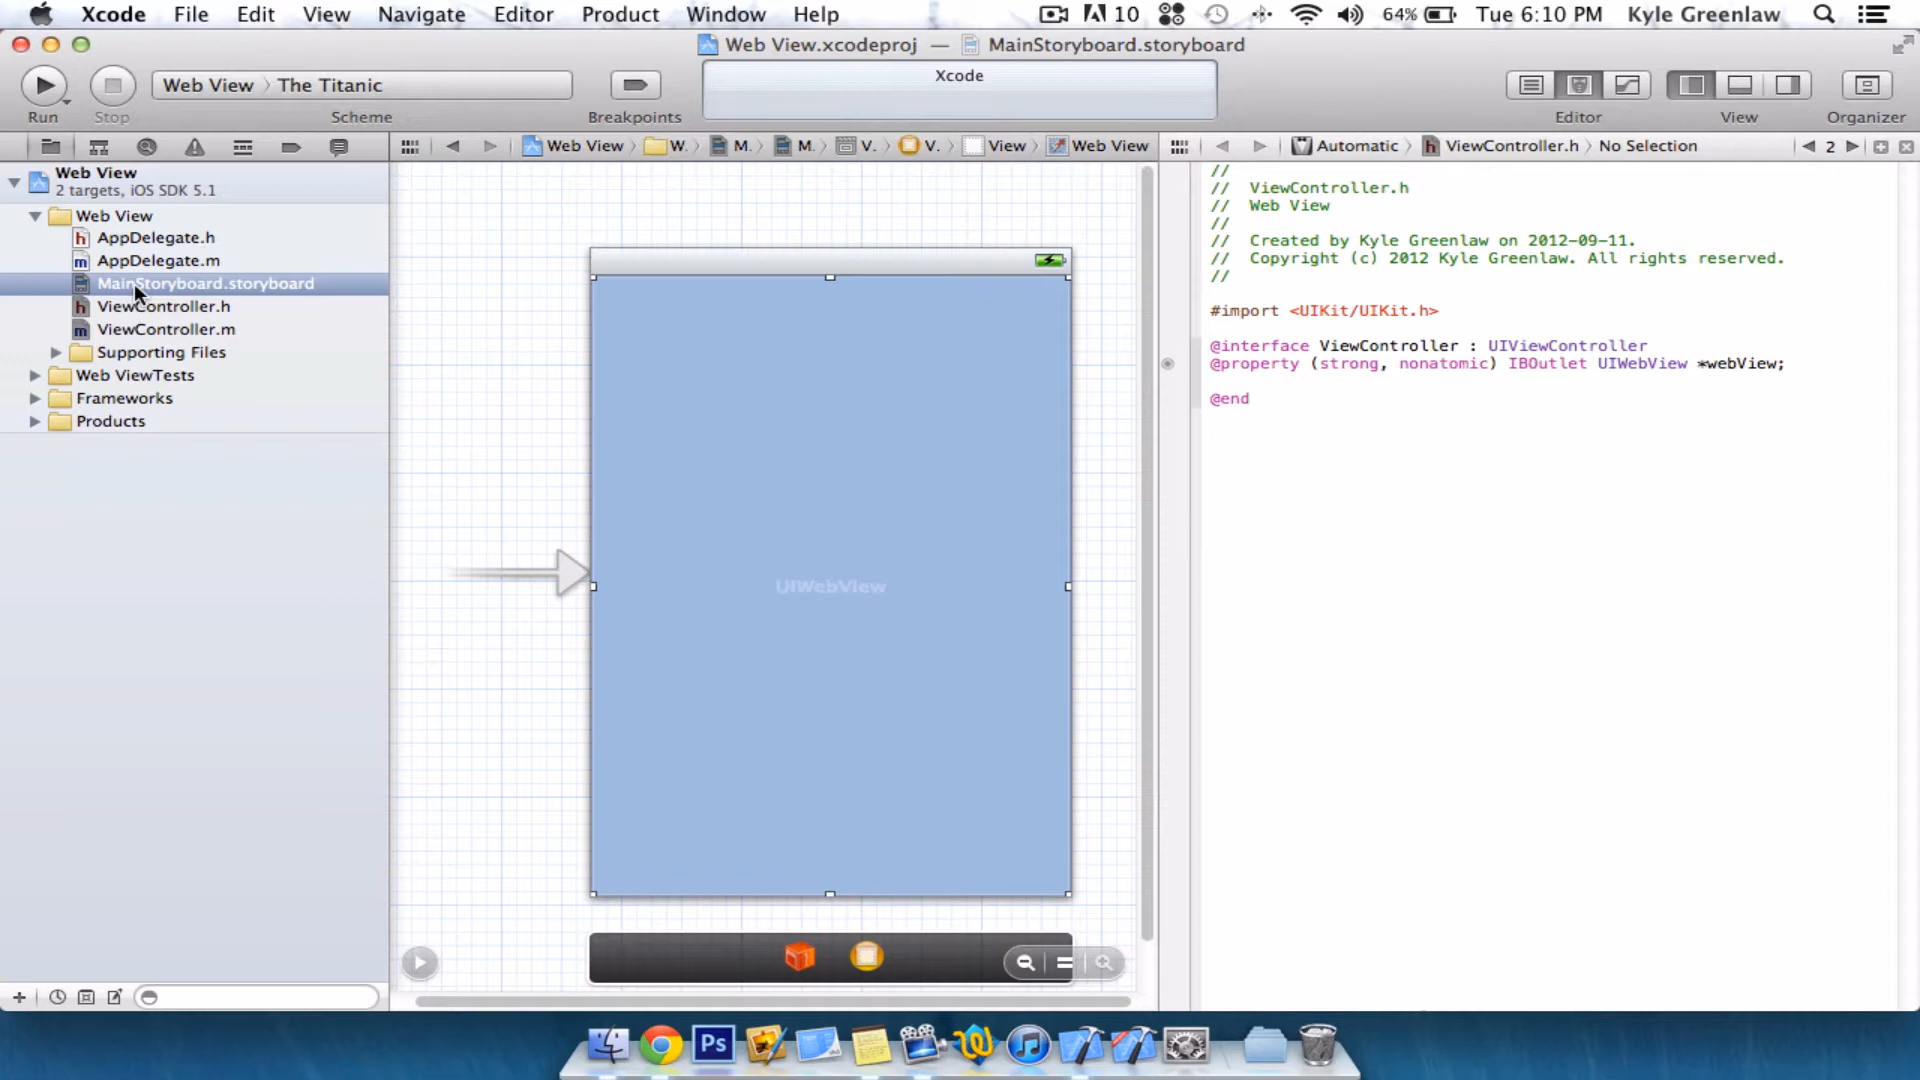 Xcode File Edit View Navigate Editor Product Window Help 10 64% Tue 6:10 PM Kyle Greenlaw
Web View.xcodeproj — MainStoryboard.storyboard
Web View The Titanic
Xcode
Run Stop Scheme Breakpoints Editor View Organizer
Web View W. M. M. V. V. View Web View
Automatic ViewController.h No Selection 2
Web View
2 targets, iOS SDK 5.1
Web View
AppDelegate.h
AppDelegate.m
MainStoryboard.storyboard
ViewController.h
ViewController.m
Supporting Files
Web ViewTests
Frameworks
Products
UIWebView
//
// ViewController.h
// Web View
//
// Created by Kyle Greenlaw on 2012-09-11.
// Copyright (c) 2012 Kyle Greenlaw. All rights reserved.
//
#import <UIKit/UIKit.h>
@interface ViewController : UIViewController
@property (strong, nonatomic) IBOutlet UIWebView *webView;
@end
Ps